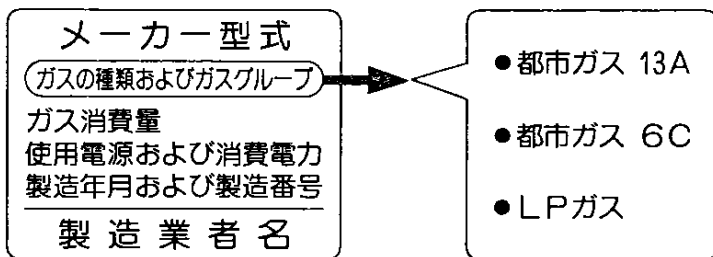 メーカー型式
ガスの種類およびガスグループ
ガス消費量
使用電源および消費電力
製造年月および製造番号
製造業者名
●都市ガス 13A
●都市ガス 6C
●LPガス